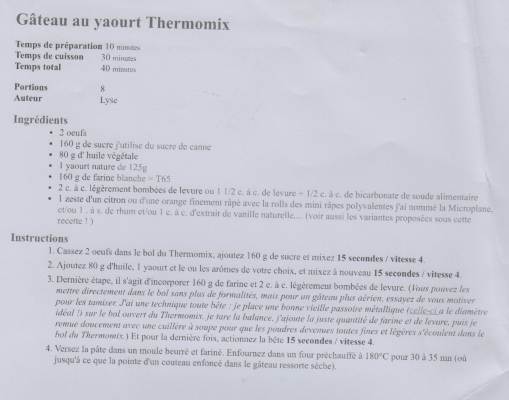 Gâteau au yaourt Thermomix
Temps de préparation 10 minutes
Temps de cuisson 30 minutes
Temps total 40 minutes
Portions 8
Auteur Lyse
Ingrédients
• 2 oeufs
• 160 g de sucre j'utilise du sucre de canne
• 80 g d' huile végétale
• 1 yaourt nature de 125g
• 160 g de farine blanche = T65
• 2 c. à c. légèrement bombées de levure ou 1 1/2 c. à c. de levure + 1/2 c. à c. de bicarbonate de soude alimentaire
• 1 zeste d'un citron ou d'une orange finement râpé avec la rolls des mini râpes polyvalentes j'ai nommé la Microplane,
et/ou 1 . à s. de rhum et/ou 1 c. à c. d'extrait de vanille naturelle.... (voir aussi les variantes proposées sous cette
recette ! )
Instructions
1. Cassez 2 oeufs dans le bol du Thermomix, ajoutez 160 g de sucre et mixez 15 secondes / vitesse 4.
2. Ajoutez 80 g d'huile, 1 yaourt et le ou les arômes de votre choix, et mixez à nouveau 15 secondes / vitesse 4.
3. Dernière étape, il s'agit d'incorporer 160 g de farine et 2 c. à c. légèrement bombées de levure. (Vous pouvez les
mettre directement dans le bol sans plus de formalités, mais pour un gâteau plus aérien, essayez de vous motiver
pour les tamiser. J'ai une technique toute bête : je place une bonne vieille passoire métallique (celle-ci a le diamètre
idéal !) sur le bol ouvert du Thermomix, je tare la balance, j'ajoute la juste quantité de farine et de levure, puis je
remue doucement avec une cuillère à soupe pour que les poudres devenues toutes fines et légères s'écoulent dans le
bol du Thermomix.) Et pour la dernière fois, actionnez la bête 15 secondes / vitesse 4.
4. Versez la pâte dans un moule beurré et fariné. Enfournez dans un four préchauffé à 180°C pour 30 à 35 mn (ou
jusqu'à ce que la pointe d'un couteau enfoncé dans le gâteau ressorte sèche).